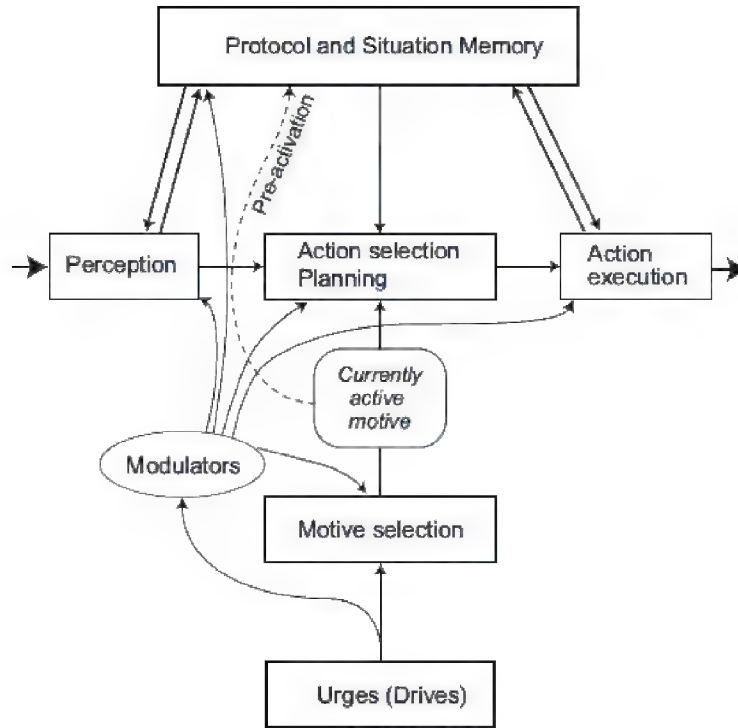 Protocol and Situation Memory
Pre-activation
Perception
Action selection
Planning
Action
execution
Currently
active
motive
Modulators
Motive selection
Urges (Drives)